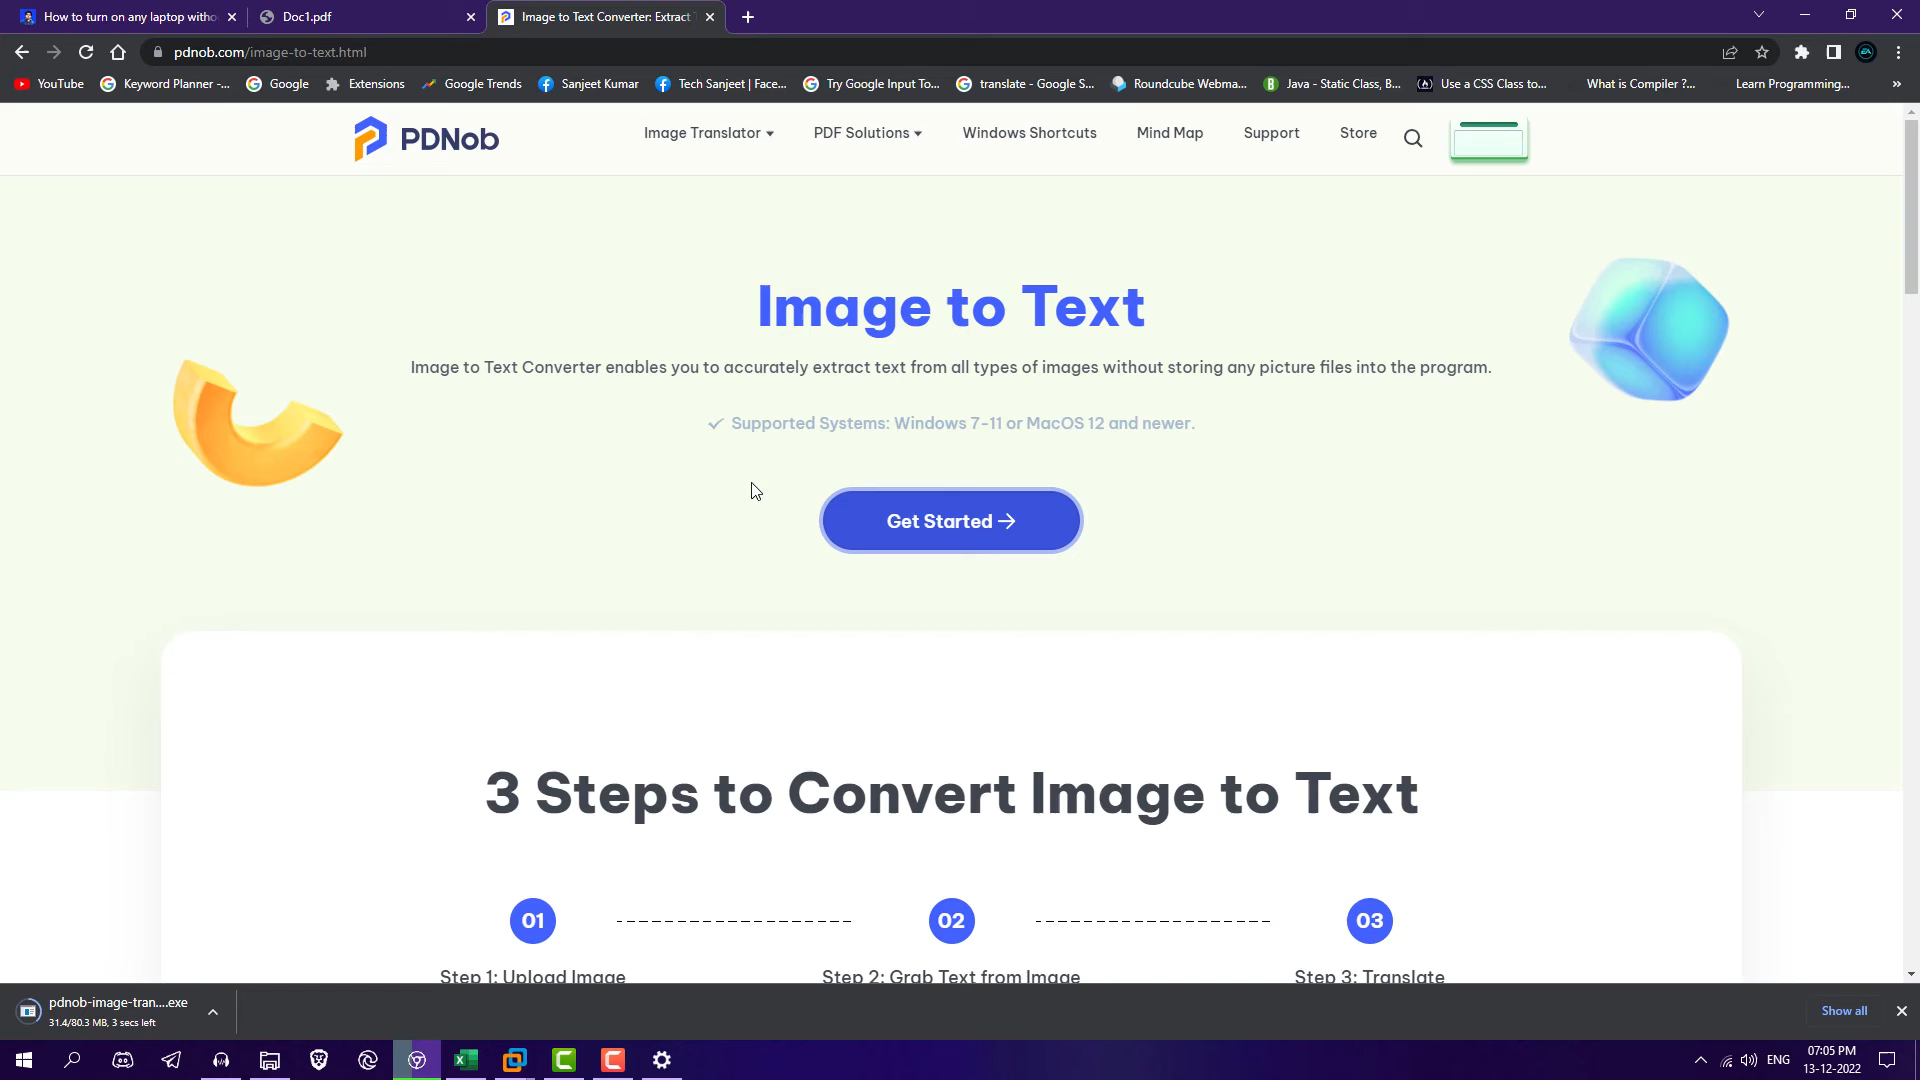 How to turn on any laptop witho
Doc1.pdf
Image to Text Converter: Extract T
pdnob.com/image-to-text.html
YouTube
Keyword Planner -...
Google
Extensions
Google Trends
Sanjeet Kumar
Tech Sanjeet | Face...
Try Google Input To...
translate - Google S...
Roundcube Webma...
Java - Static Class, B...
Use a CSS Class to...
What is Compiler ?...
Learn Programming...
PDNob
Image Translator
PDF Solutions
Windows Shortcuts
Mind Map
Support
Store
Image to Text
Image to Text Converter enables you to accurately extract text from all types of images without storing any picture files into the program.
Supported Systems: Windows 7-11 or MacOS 12 and newer.
Get Started
3 Steps to Convert Image to Text
01
02
03
Step 1: Upload Image
Step 2: Grab Text from Image
Step 3: Translate
pdnob-image-tran....exe
31.4/80.3 MB, 3 secs left
Show all
ENG
07:05 PM
13-12-2022